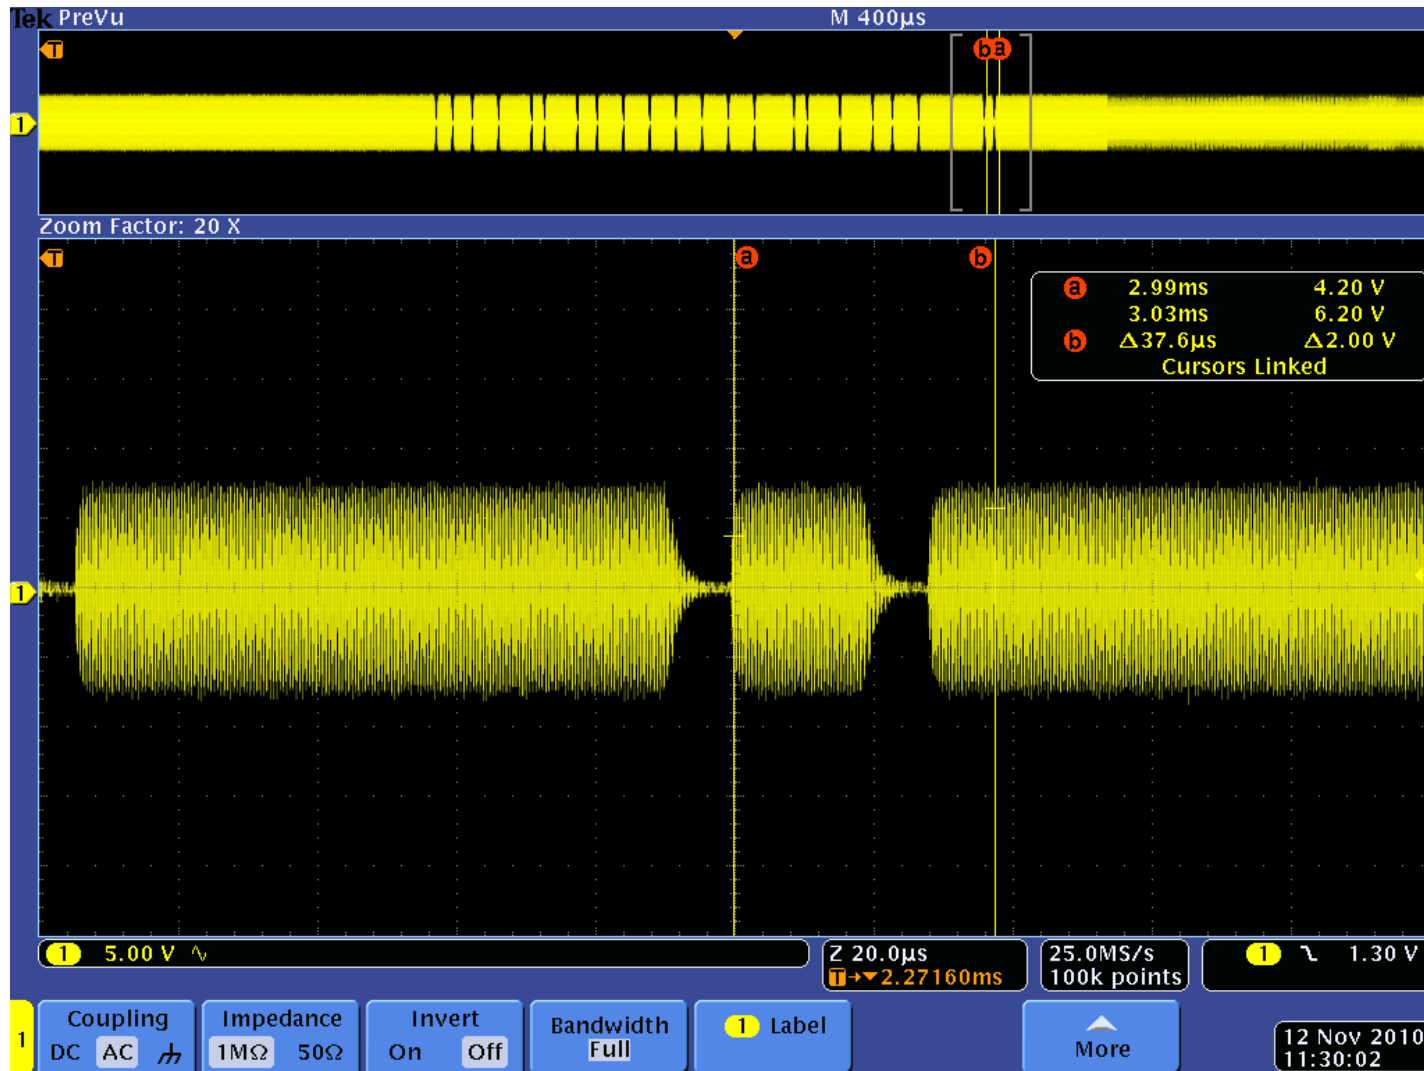 Tek PreVu M 400µs
T
b a
1
Zoom Factor: 20 X
T a b
a 2.99ms 4.20 V
3.03ms 6.20 V
b Δ37.6µs Δ2.00 V
Cursors Linked
1
1 5.00 V
Z 20.0µs
T→▼2.27160ms
25.0MS/s
100k points
1 1.30 V
1
Coupling
DC AC
Impedance
1MΩ 50Ω
Invert
On Off
Bandwidth
Full
1 Label
More
12 Nov 2010
11:30:02